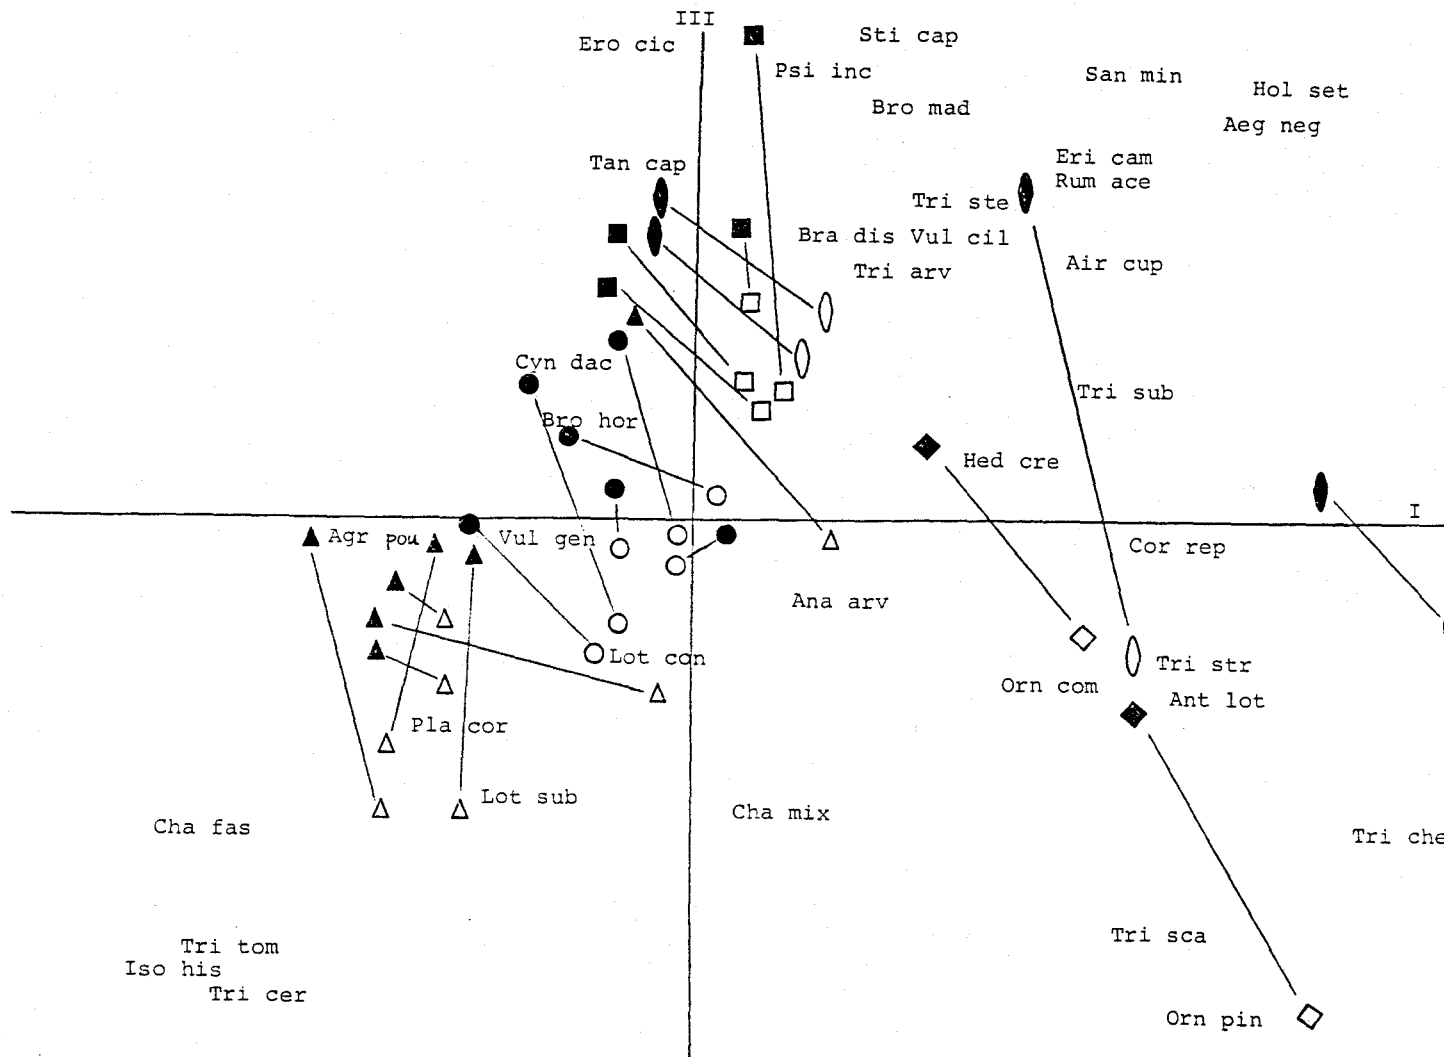 III
Ero cic
Sti cap
Psi inc
San min
Hol set
Bro mad
Aeg neg
Tan cap
Eri cam
Rum ace
Tri ste
Bra dis Vul cil
Tri arv
Air cup
Cyn dac
Tri sub
Bro hor
Hed cre
I
Agr pou
Vul gen
Cor rep
Ana arv
Lot con
Tri str
Orn com
Ant lot
Pla cor
Lot sub
Cha mix
Cha fas
Tri che
Tri sca
Tri tom
Iso his
Tri cer
Orn pin